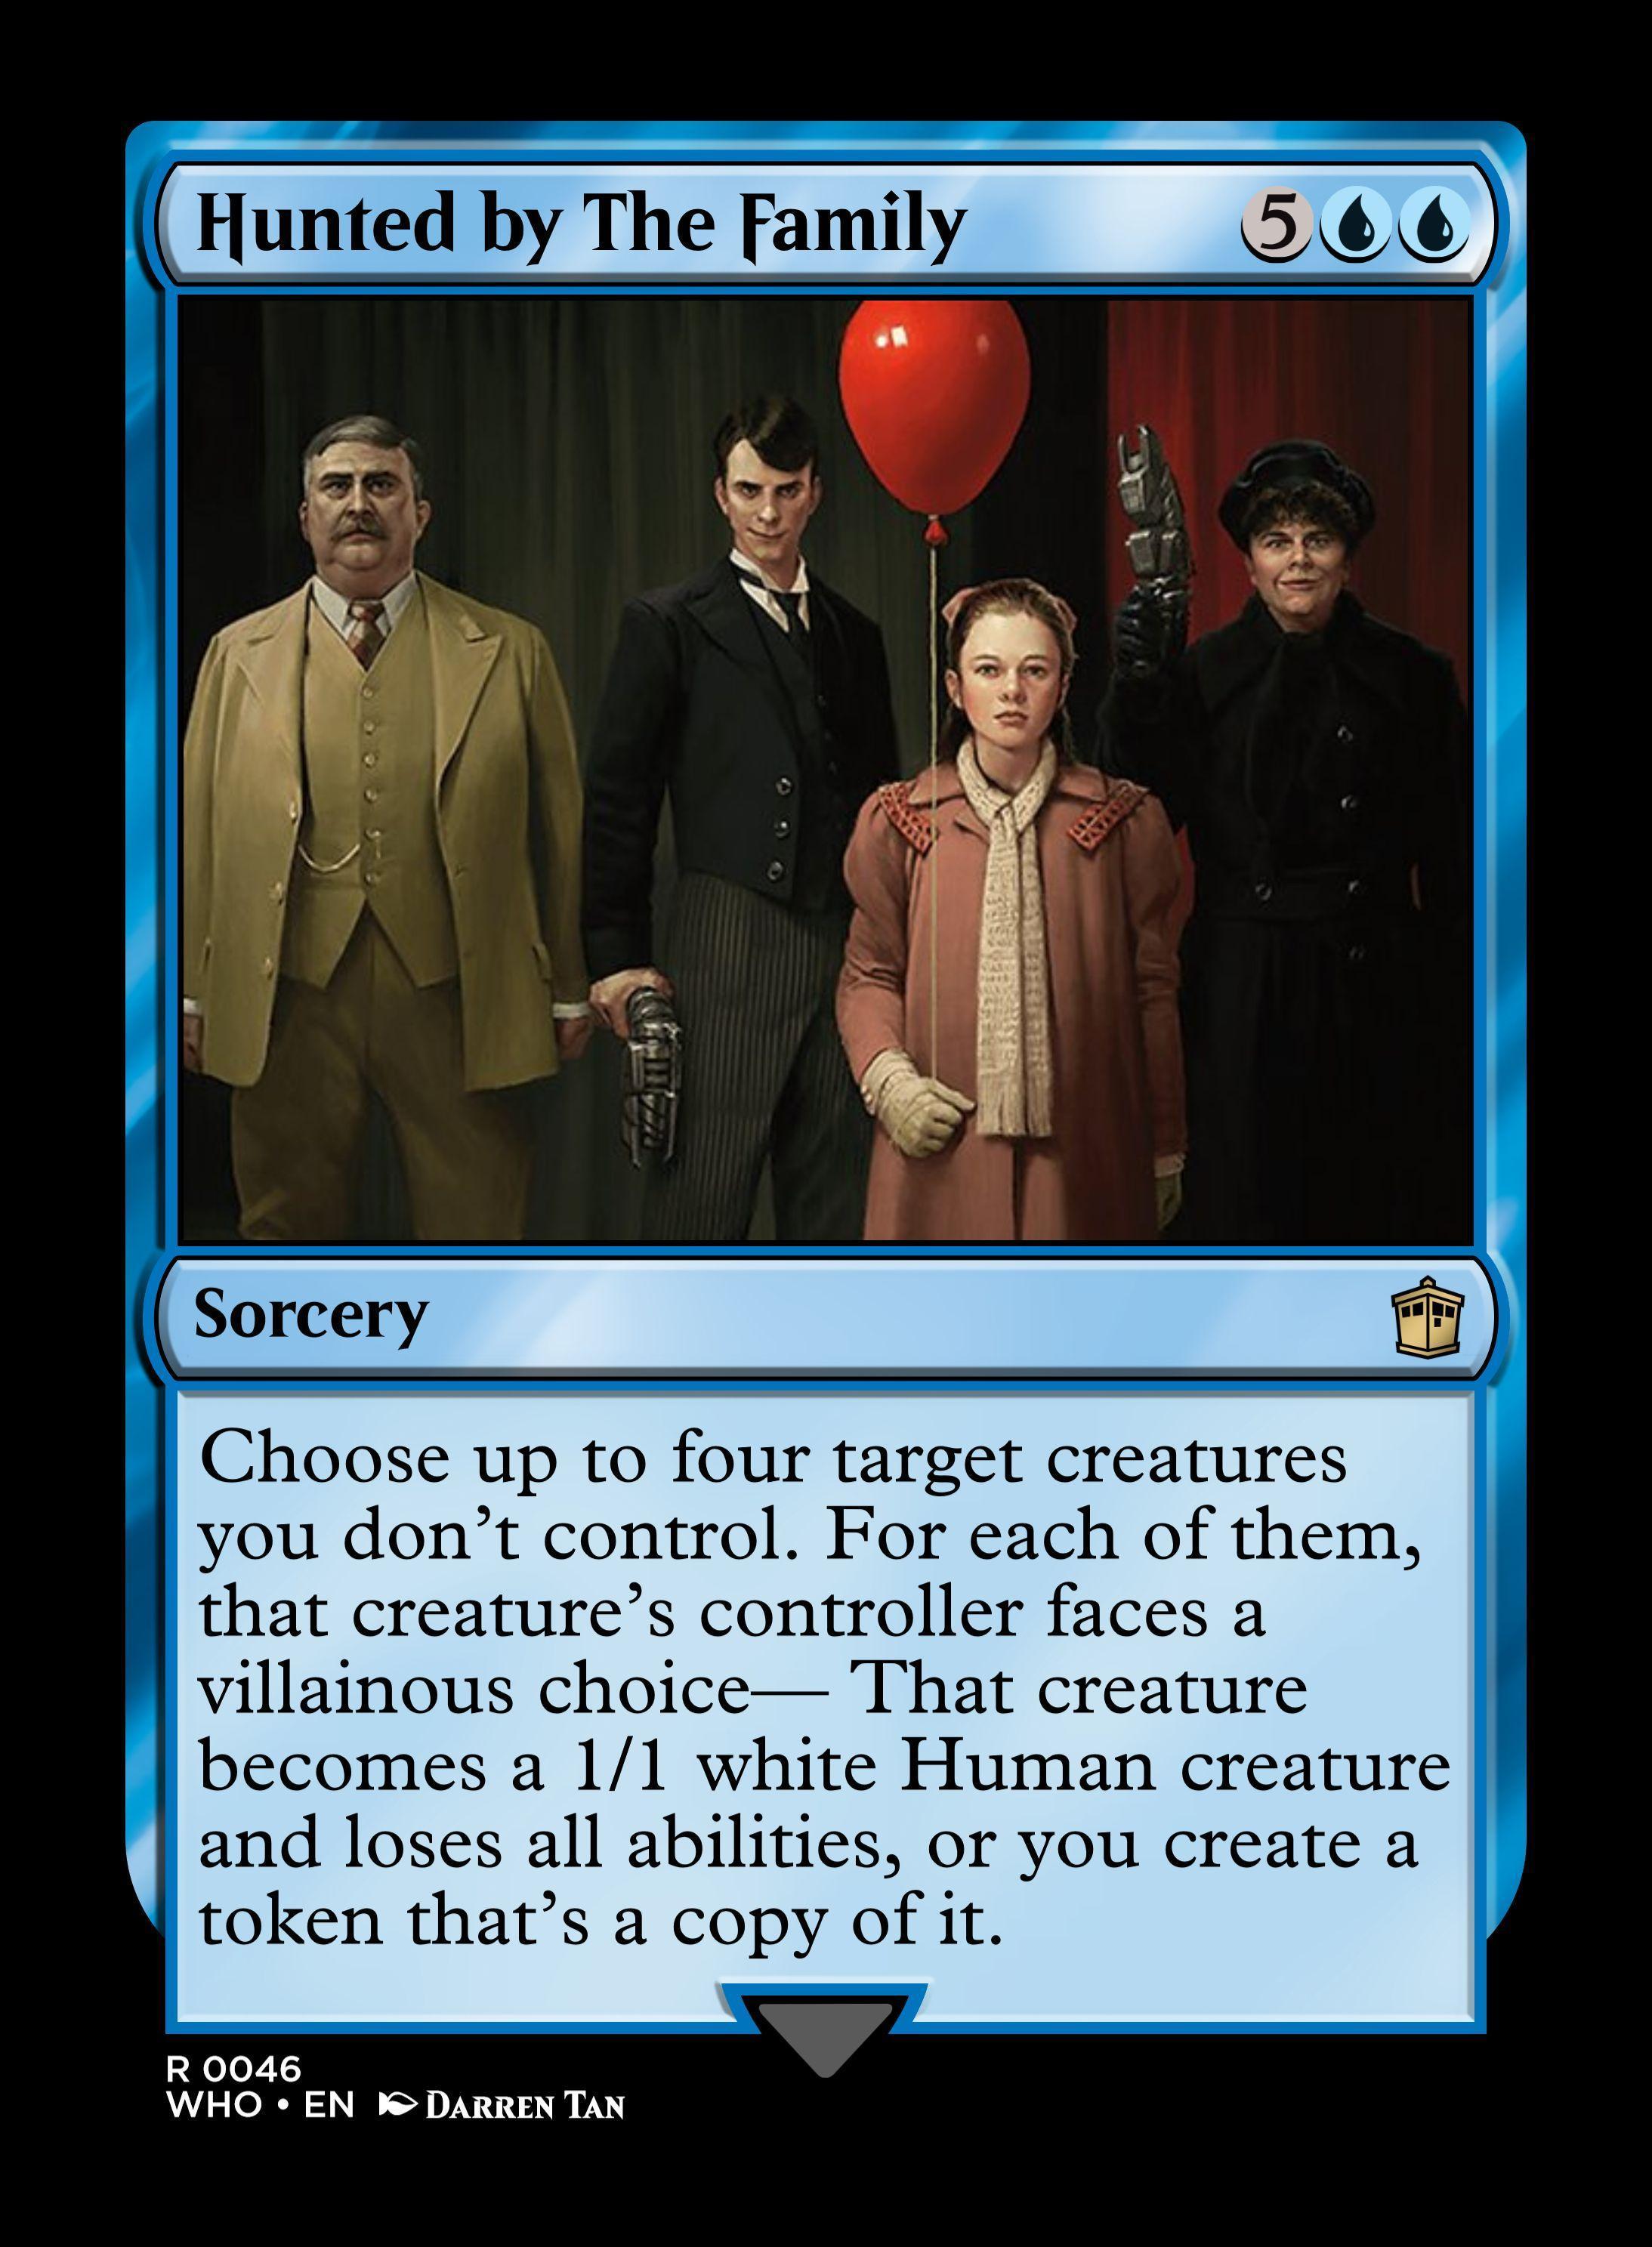 Hunted by The Family 5
Sorcery
Choose up to four target creatures
you don’t control. For each of them,
that creature’s controller faces a
villainous choice— That creature
becomes a 1/1 white Human creature
and loses all abilities, or you create a
token that’s a copy of it.
R 0046
WHO • EN Darren Tan